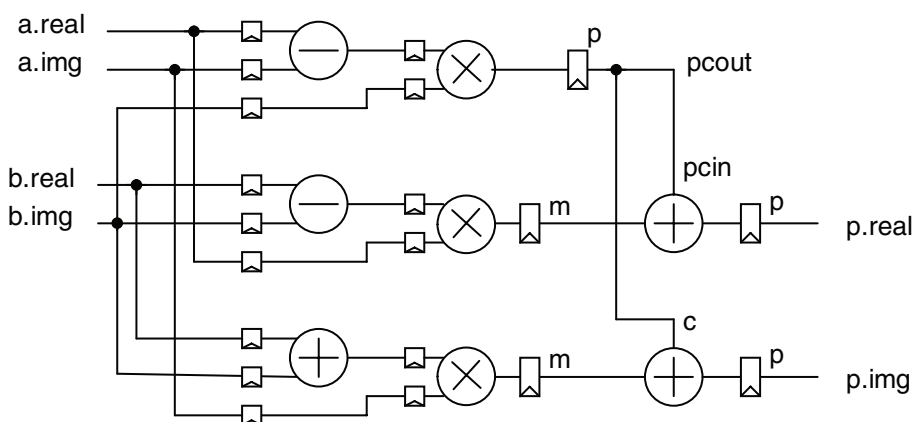 a.real
p
a.img
pcout
pcin
b.real
m
p
b.img
p.real
c
m
p
p.img